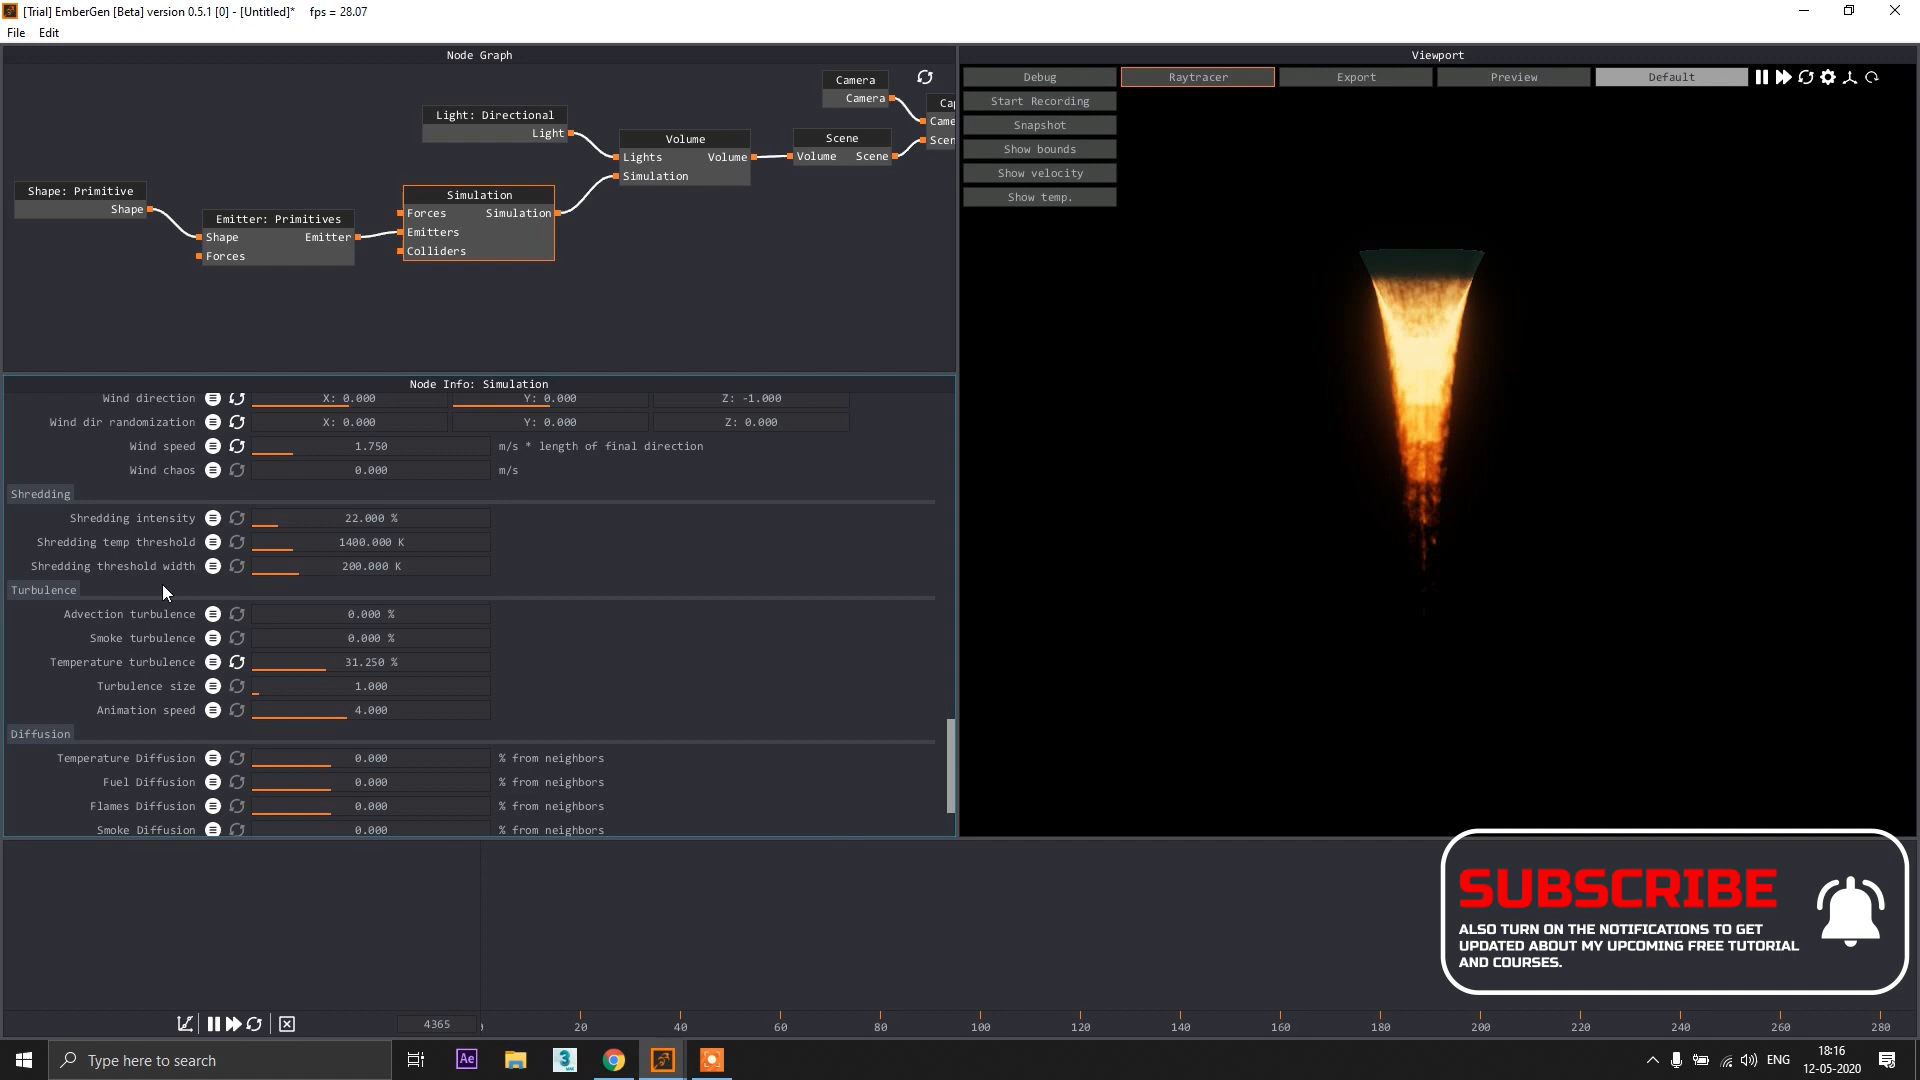 [Trial] EmberGen [Beta] version 0.5.1 [0] - [Untitled]* fps = 28.07
File Edit
Node Graph
Viewport
Debug Raytracer Export Preview Default
Start Recording
Snapshot
Show bounds
Show velocity
Show temp.
Camera
Camera
Light: Directional
Light
Volume
Lights Volume
Simulation
Scene
Volume Scene
Shape: Primitive
Shape
Emitter: Primitives
Shape Emitter
Forces
Simulation
Forces Simulation
Emitters
Colliders
Node Info: Simulation
Wind direction X: 0.000 Y: 0.000 Z: -1.000
Wind dir randomization X: 0.000 Y: 0.000 Z: 0.000
Wind speed 1.750 m/s * length of final direction
Wind chaos 0.000 m/s
Shredding
Shredding intensity 22.000 %
Shredding temp threshold 1400.000 K
Shredding threshold width 200.000 K
Turbulence
Advection turbulence 0.000 %
Smoke turbulence 0.000 %
Temperature turbulence 31.250 %
Turbulence size 1.000
Animation speed 4.000
Diffusion
Temperature Diffusion 0.000 % from neighbors
Fuel Diffusion 0.000 % from neighbors
Flames Diffusion 0.000 % from neighbors
Smoke Diffusion 0.000 % from neighbors
SUBSCRIBE
ALSO TURN ON THE NOTIFICATIONS TO GET
UPDATED ABOUT MY UPCOMING FREE TUTORIAL
AND COURSES.
4365 20 40 60 80 100 120 140 160 180 200 220 240 260 280
Type here to search
Ae
3
ENG
18:16
12-05-2020